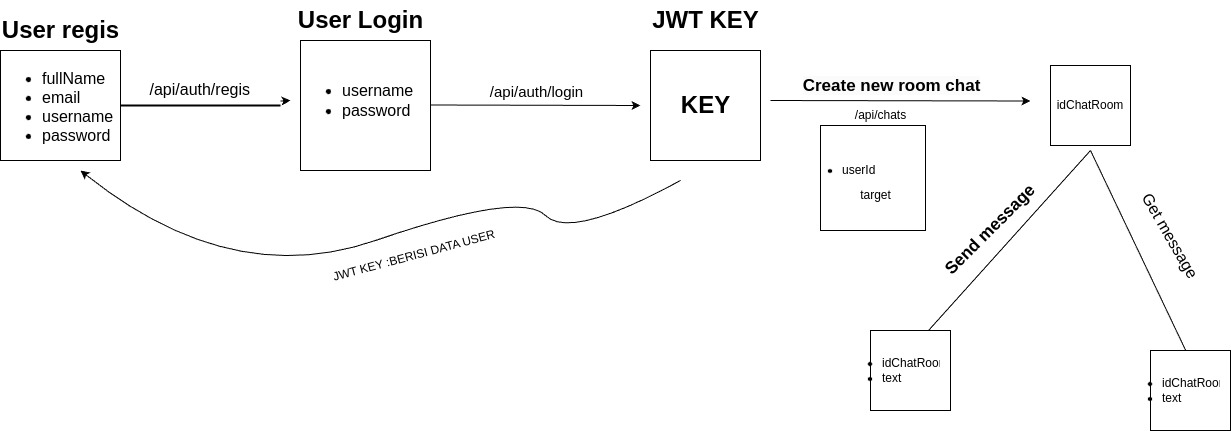 User regis
fullName
email
username
password
/api/auth/regis
User Login
username
password
/api/auth/login
JWT KEY
KEY
JWT KEY :BERISI DATA USER
Create new room chat
/api/chats
userId
target
idChatRoom
Send message
Get message
idChatRoo
text
idChatRoo
text